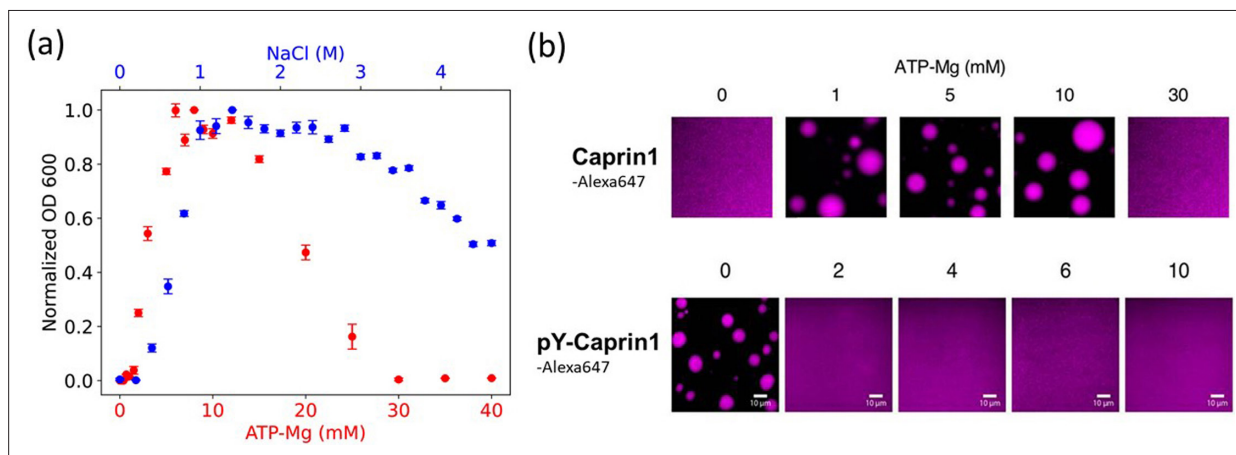 (a)
NaCl (M)
0 1 2 3 4
Normalized OD 600
1.0
0.8
0.6
0.4
0.2
0.0
0 10 20 30 40
ATP-Mg (mM)
(b)
ATP-Mg (mM)
0 1 5 10 30
Caprin1
-Alexa647
0 2 4 6 10
pY-Caprin1
-Alexa647
10 μm 10 μm 10 μm 10 μm 10 μm